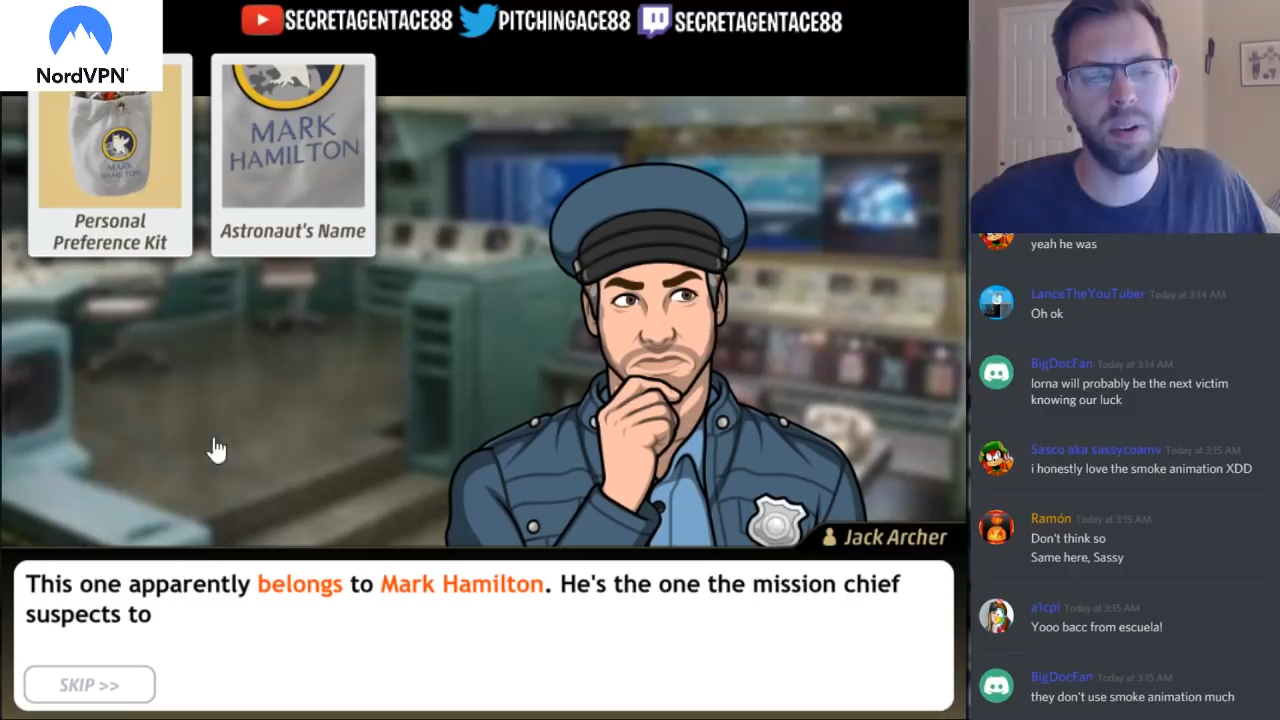 SECRETAGENTACE88 PITCHINGACE88 SECRETAGENTACE88
NordVPN
MARK
HAMILTON
Personal
Preference Kit
MARK
HAMILTON
Astronaut's Name
Jack Archer
This one apparently belongs to Mark Hamilton. He's the one the mission chief
suspects to
SKIP >>
yeah he was
LanceTheYouTuber Today at 3:14 AM
Oh ok
BigDocFan Today at 3:14 AM
lorna will probably be the next victim
knowing our luck
Sasco aka sassycoamv Today at 3:15 AM
i honestly love the smoke animation XDD
Ramón Today at 3:15 AM
Don't think so
Same here, Sassy
a1cpi Today at 3:15 AM
Yooo bacc from escuela!
BigDocFan Today at 3:15 AM
they don't use smoke animation much